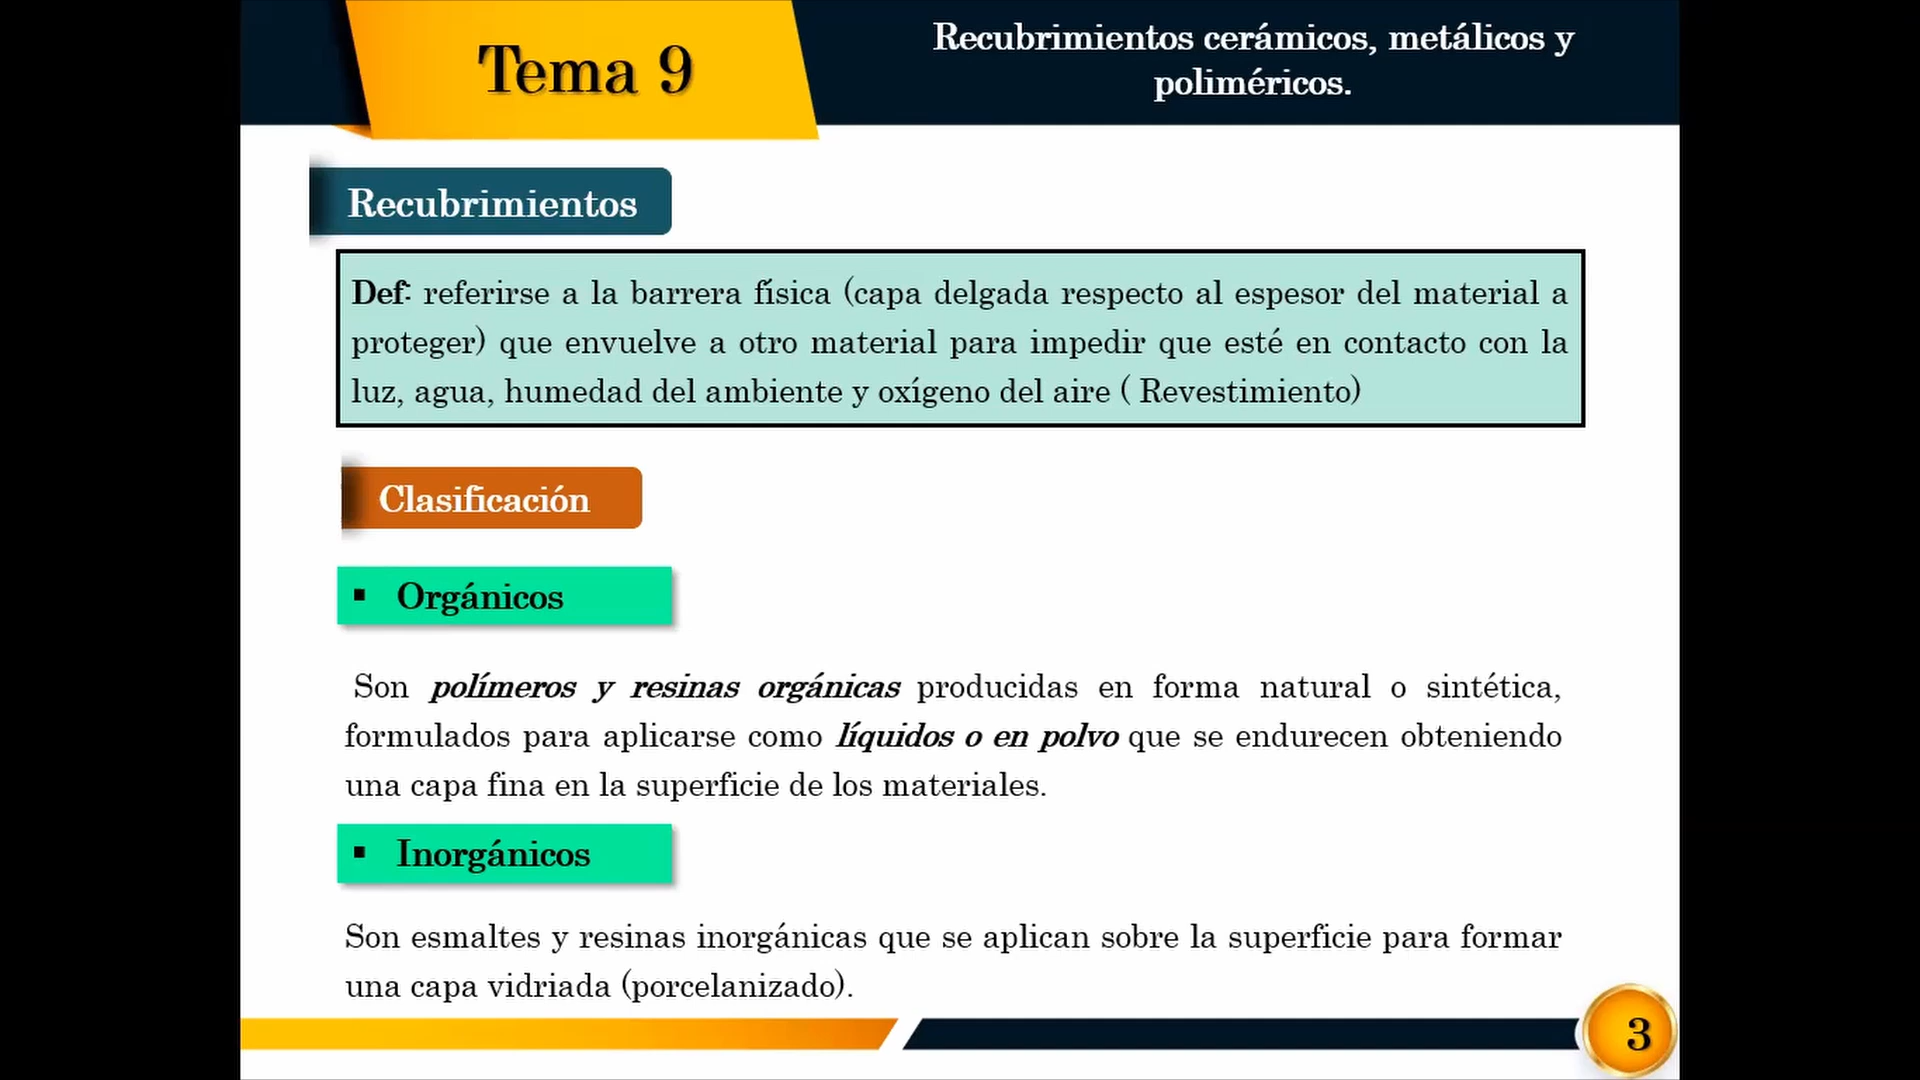 Tema 9
Recubrimientos cerámicos, metálicos y
poliméricos.
Recubrimientos
Def: referirse a la barrera física (capa delgada respecto al espesor del material a
proteger) que envuelve a otro material para impedir que esté en contacto con la
luz, agua, humedad del ambiente y oxígeno del aire ( Revestimiento)
Clasificación
▪ Orgánicos
Son polímeros y resinas orgánicas producidas en forma natural o sintética,
formulados para aplicarse como líquidos o en polvo que se endurecen obteniendo
una capa fina en la superficie de los materiales.
▪ Inorgánicos
Son esmaltes y resinas inorgánicas que se aplican sobre la superficie para formar
una capa vidriada (porcelanizado).
3